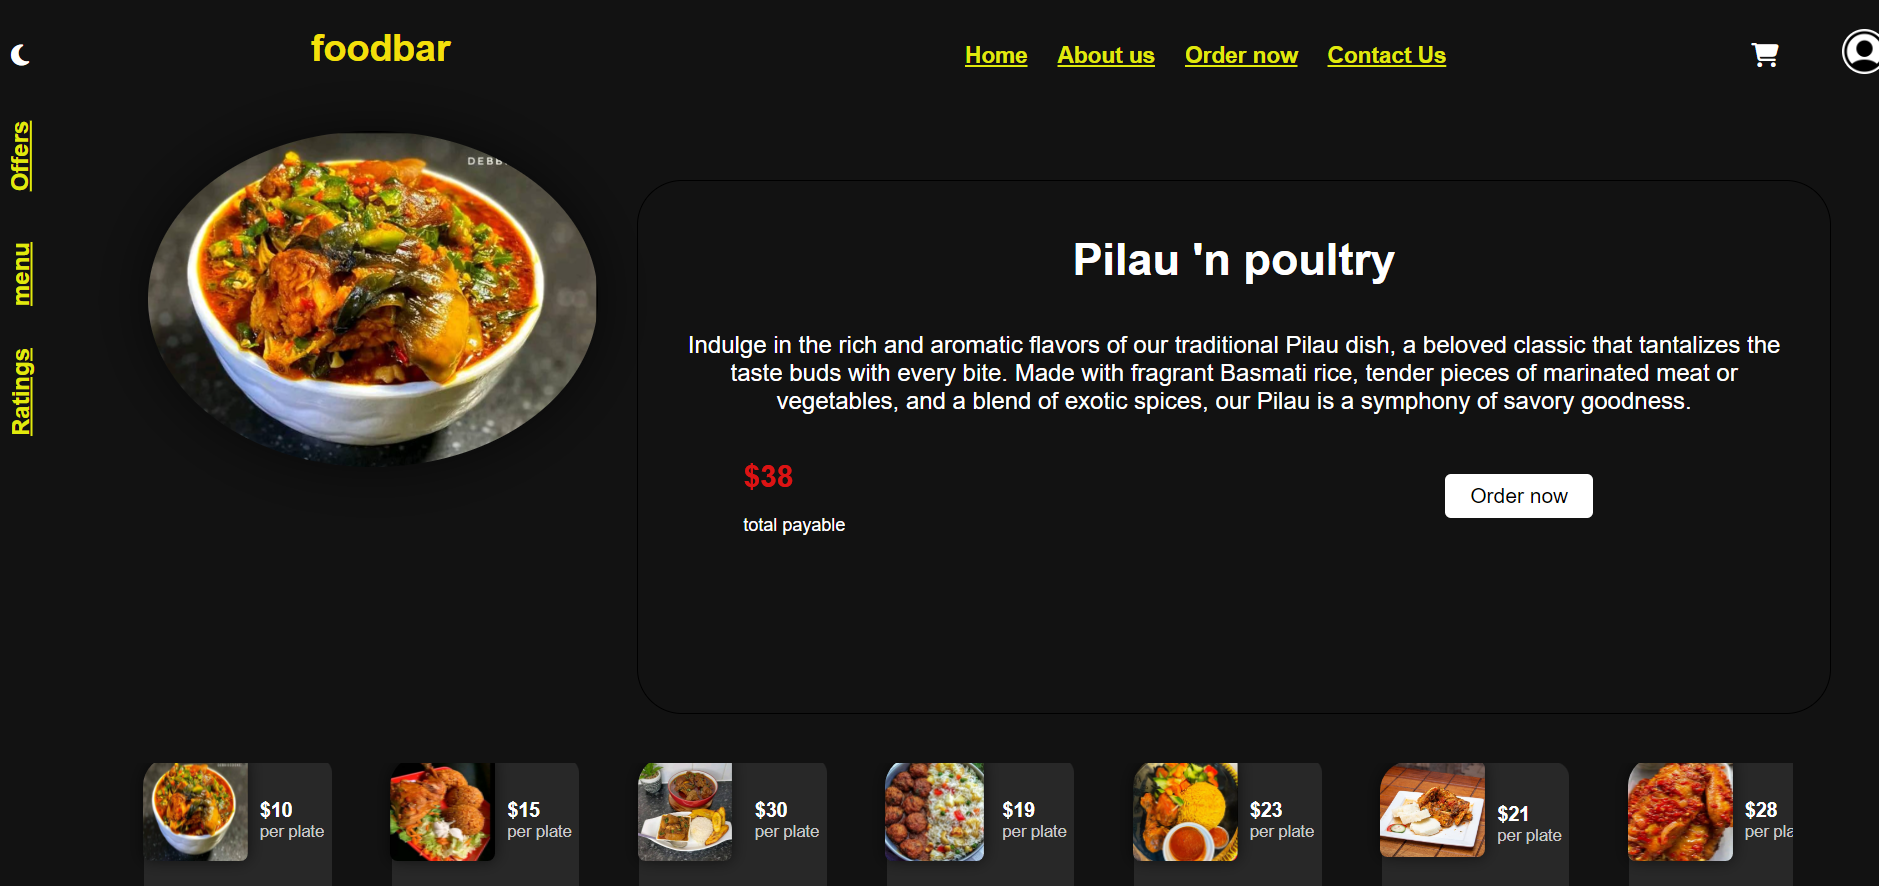 foodbar
Home
About us
Order now
Contact Us
Offers
menu
Ratings
Pilau 'n poultry
Indulge in the rich and aromatic flavors of our traditional Pilau dish, a beloved classic that tantalizes the
taste buds with every bite. Made with fragrant Basmati rice, tender pieces of marinated meat or
vegetables, and a blend of exotic spices, our Pilau is a symphony of savory goodness.
$38
total payable
Order now
$10
per plate
$15
per plate
$30
per plate
$19
per plate
$23
per plate
$21
per plate
$28
per pla